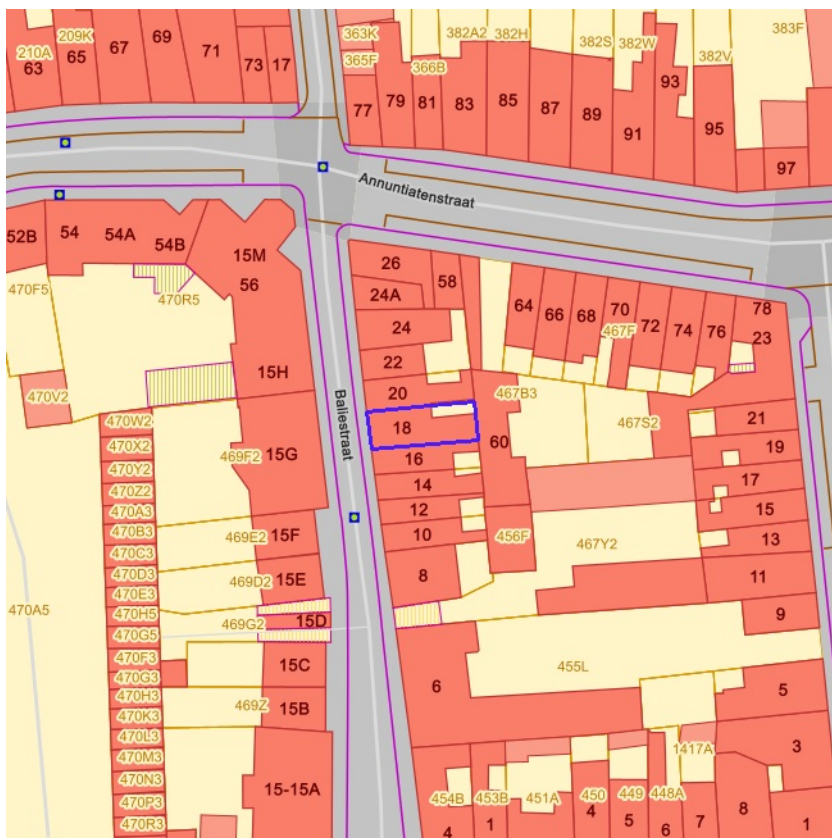 210A
209K
63
65
67
69
71
73
17
363K
365F
366B
382A2
382H
382S
382W
382V
383F
77
79
81
83
85
87
89
91
93
95
97
Annuntiatenstraat
52B
54
54A
54B
15M
56
470F5
470R5
15H
470V2
26
58
24A
24
22
20
18
16
14
12
10
8
64
66
68
70
467F
72
74
76
78
23
467B3
467S2
60
21
19
17
15
13
11
9
Baliestraat
470W2
470X2
470Y2
470Z2
470A3
470B3
470C3
470D3
470E3
470H5
470G5
470F3
470G3
470H3
470K3
470L3
470M3
470N3
470P3
470R3
470A5
469F2
15G
469E2
15F
469D2
15E
469G2
15D
15C
469Z
15B
15-15A
456F
467Y2
455L
6
5
3
1417A
454B
453B
451A
450
449
448A
4
1
4
5
6
7
8
1